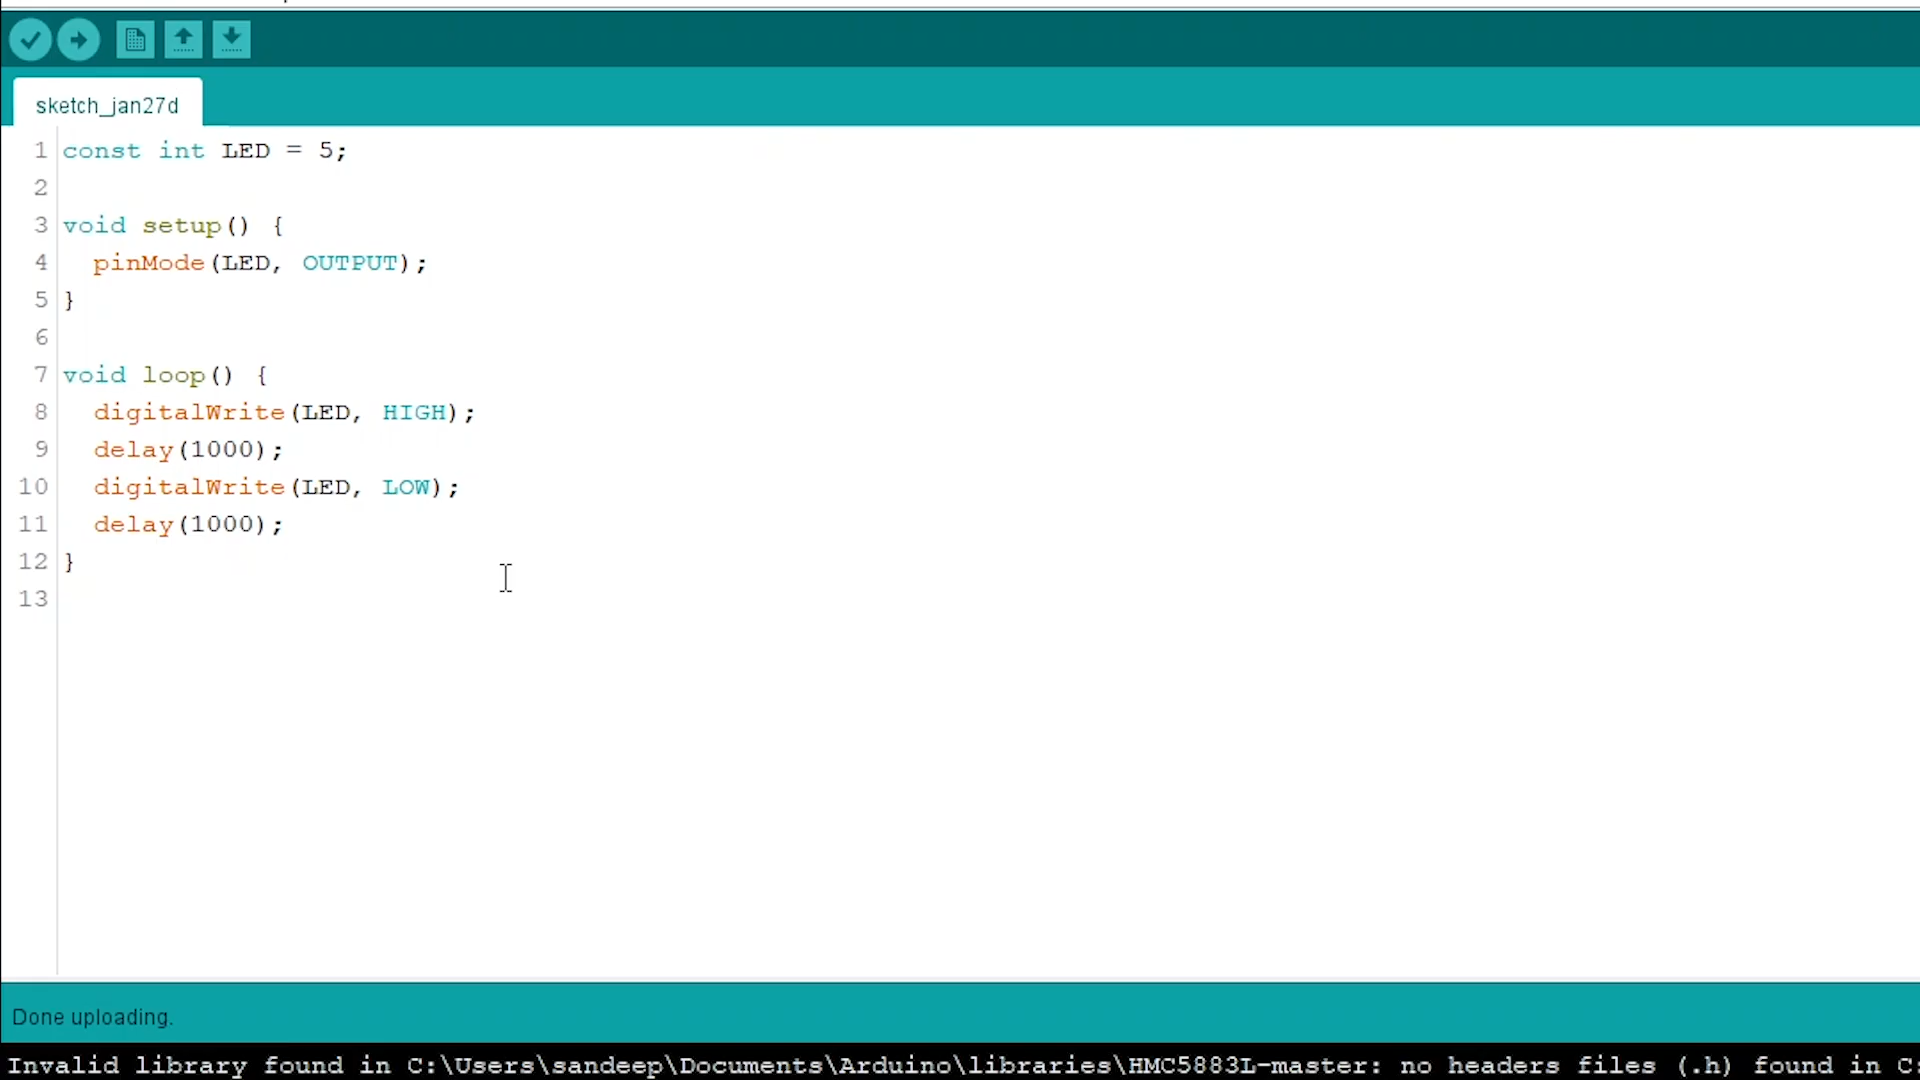 sketch_jan27d
1 const int LED = 5;
2
3 void setup() {
4   pinMode(LED, OUTPUT);
5 }
6
7 void loop() {
8   digitalWrite(LED, HIGH);
9   delay(1000);
10   digitalWrite(LED, LOW);
11   delay(1000);
12 }
13
Done uploading.
Invalid library found in C:\Users\sandeep\Documents\Arduino\libraries\HMC5883L-master: no headers files (.h) found in C: